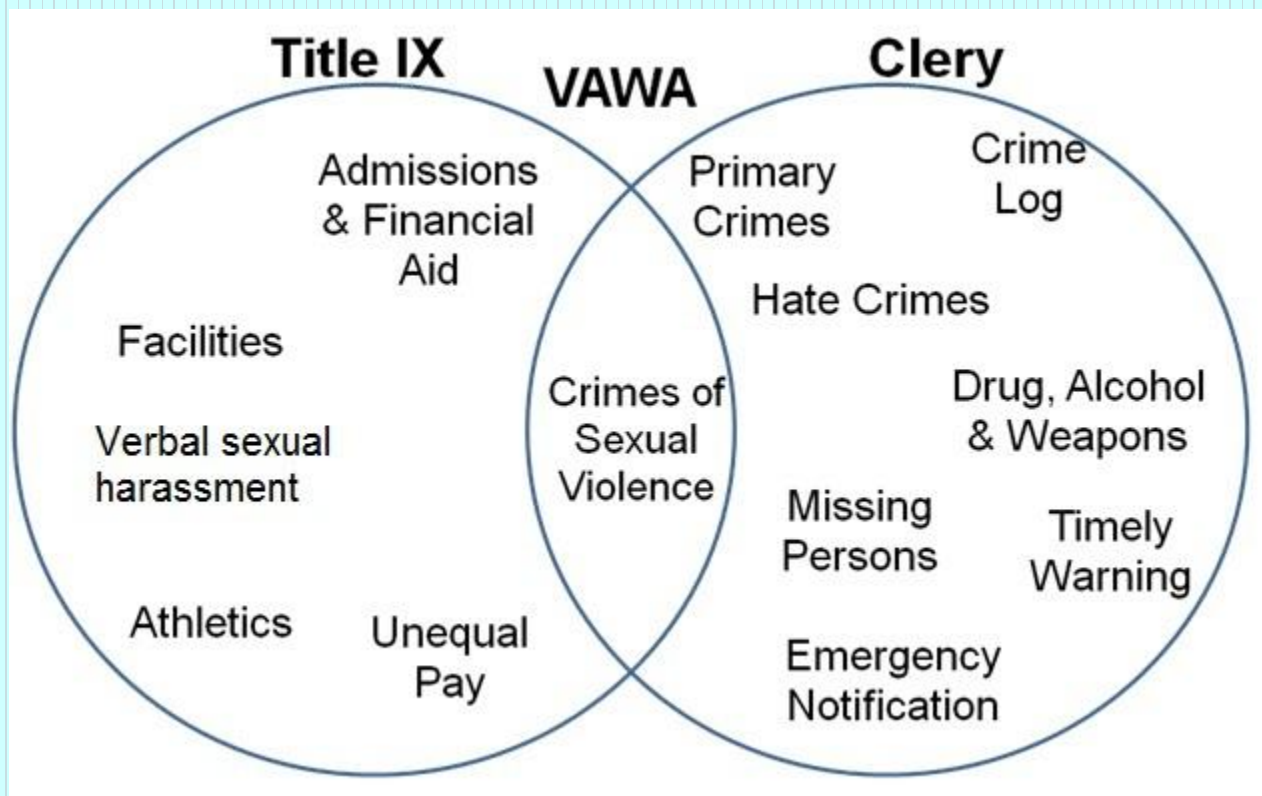 Title IX
VAWA
Clery
Admissions
& Financial
Aid
Facilities
Verbal sexual
harassment
Athletics
Unequal
Pay
Crimes of
Sexual
Violence
Primary
Crimes
Crime
Log
Hate Crimes
Drug, Alcohol
& Weapons
Missing
Persons
Timely
Warning
Emergency
Notification